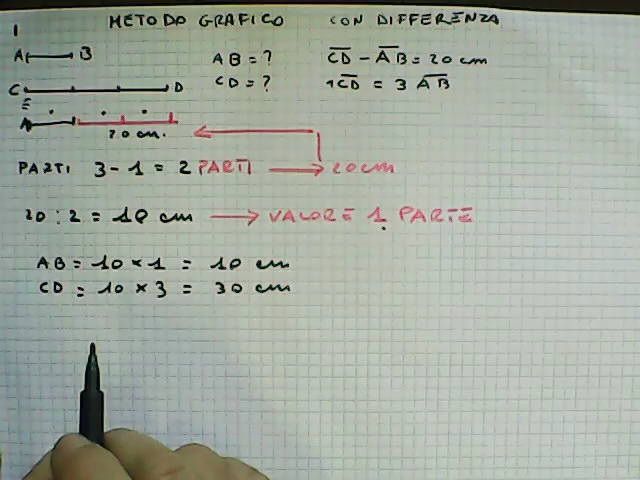 1 METODO GRAFICO CON DIFFERENZA
A B AB = ? CD - AB = 20 cm
C D CD = ? 1CD = 3 AB
A 20 cm.
PARTI 3 - 1 = 2 PARTI 20 cm
20 : 2 = 10 cm VALORE 1 PARTE
AB = 10 x 1 = 10 cm
CD = 10 x 3 = 30 cm